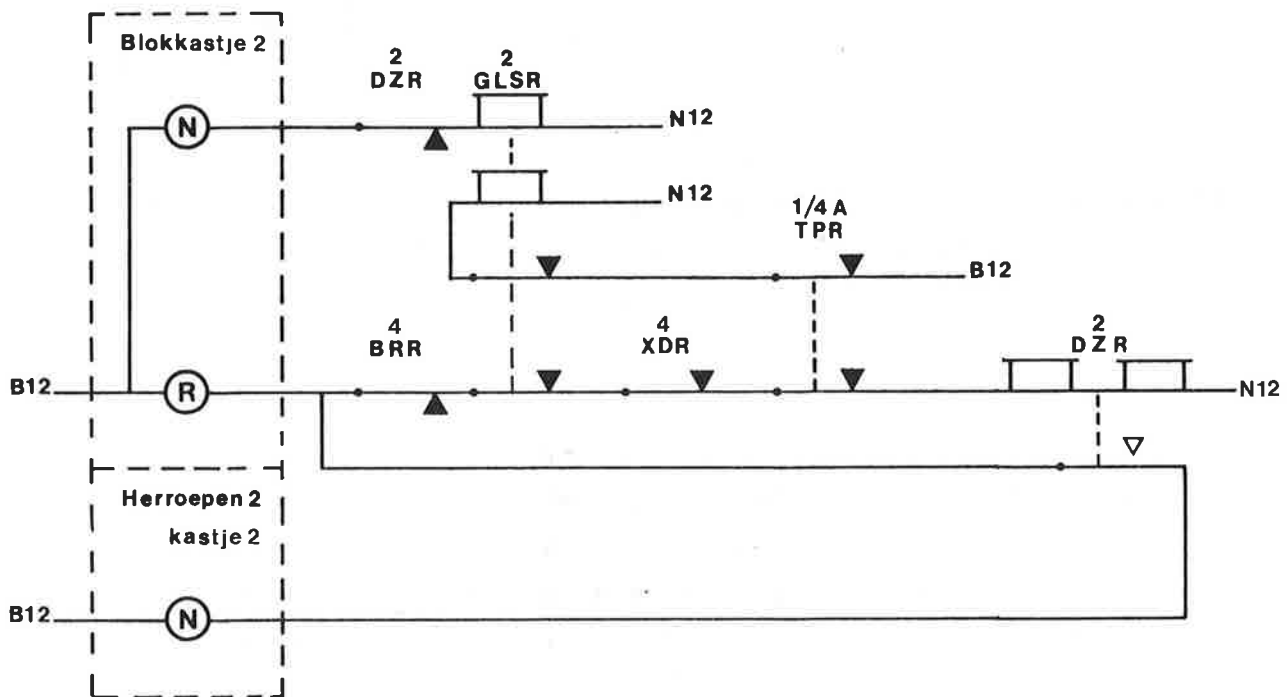 Blokkastje 2
2
DZR
2
GLSR
N
N12
N12
1/4 A
TPR
B12
4
BRR
4
XDR
2
DZR
B12
R
N12
Herroepen 2
kastje 2
B12
N